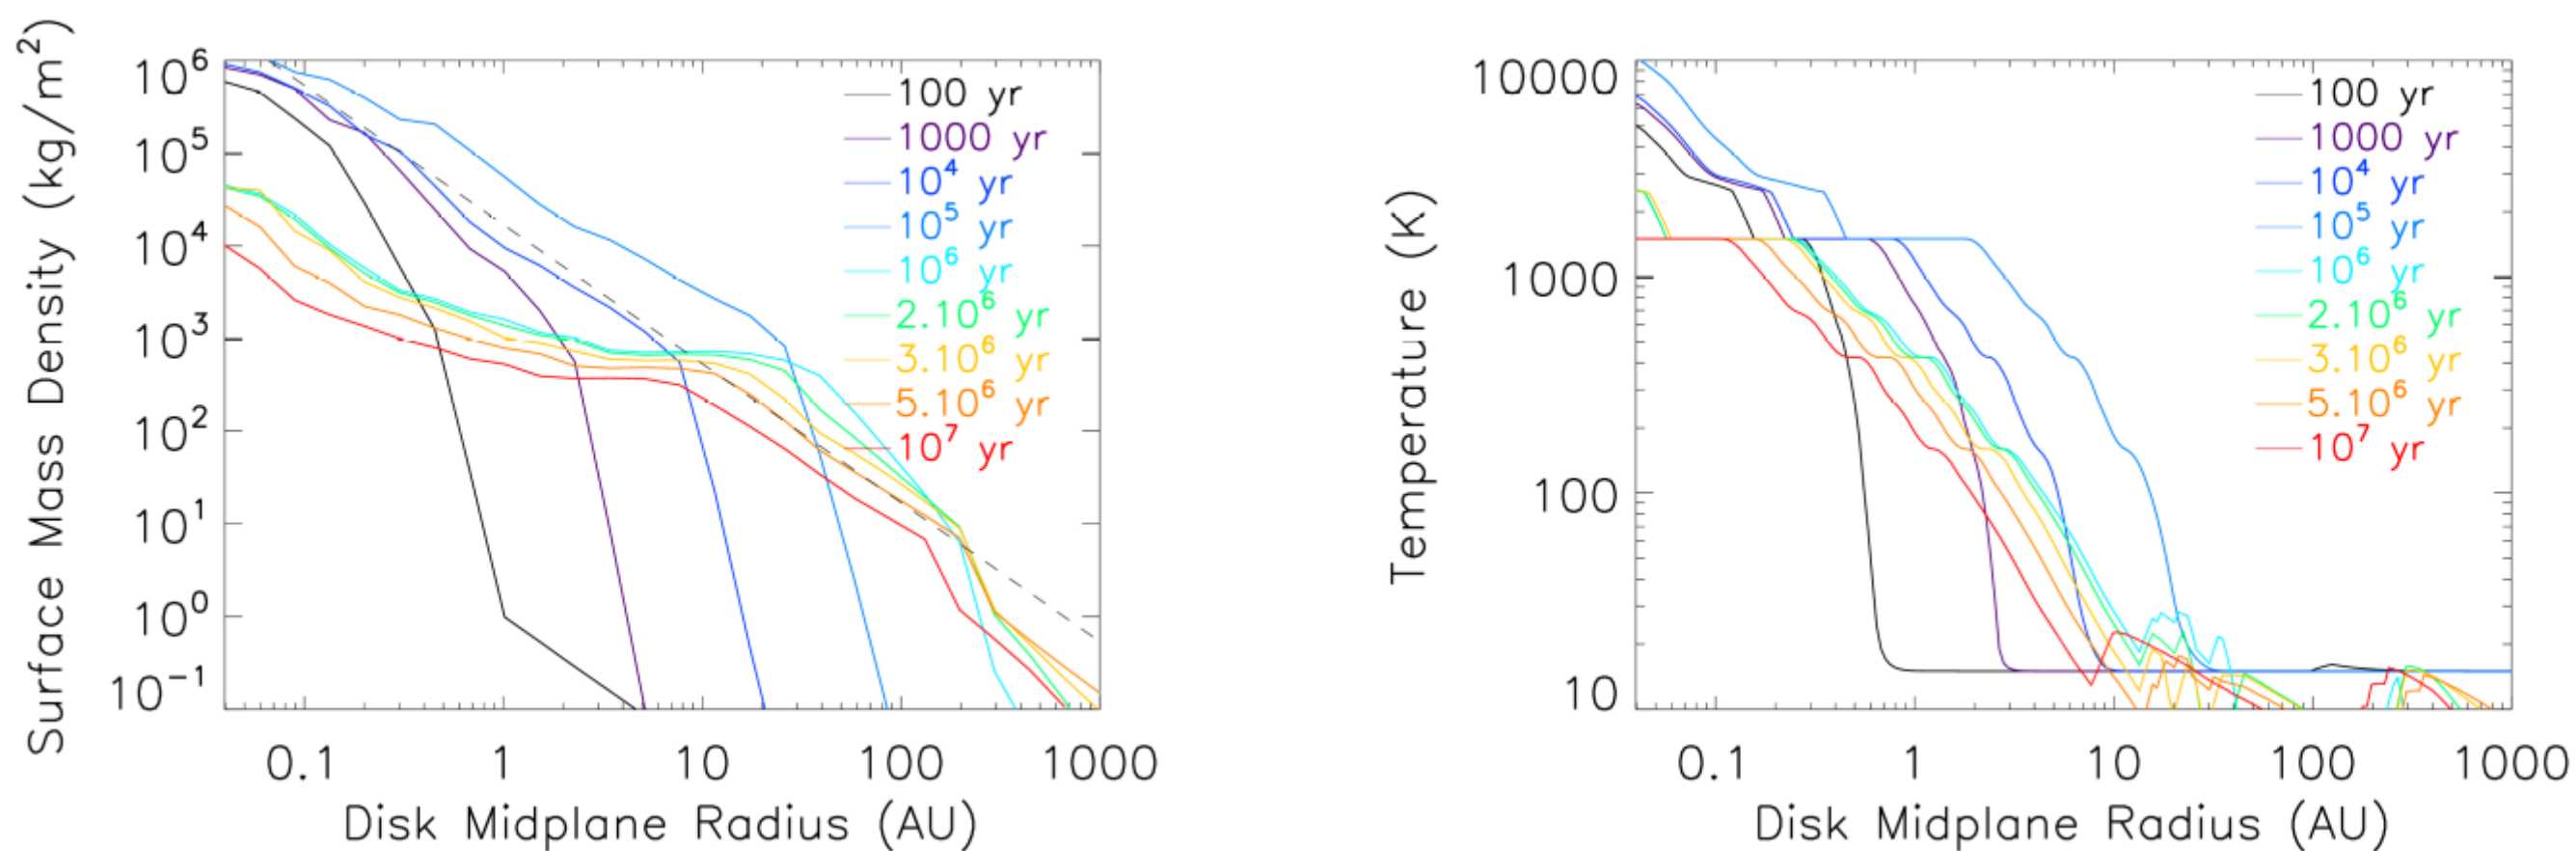 Surface Mass Density (kg/m²)
10⁶
10⁵
10⁴
10³
10²
10¹
10⁰
10⁻¹
100 yr
1000 yr
10⁴ yr
10⁵ yr
10⁶ yr
2.10⁶ yr
3.10⁶ yr
5.10⁶ yr
10⁷ yr
0.1 1 10 100 1000
Disk Midplane Radius (AU)
Temperature (K)
10000
1000
100
10
100 yr
1000 yr
10⁴ yr
10⁵ yr
10⁶ yr
2.10⁶ yr
3.10⁶ yr
5.10⁶ yr
10⁷ yr
0.1 1 10 100 1000
Disk Midplane Radius (AU)